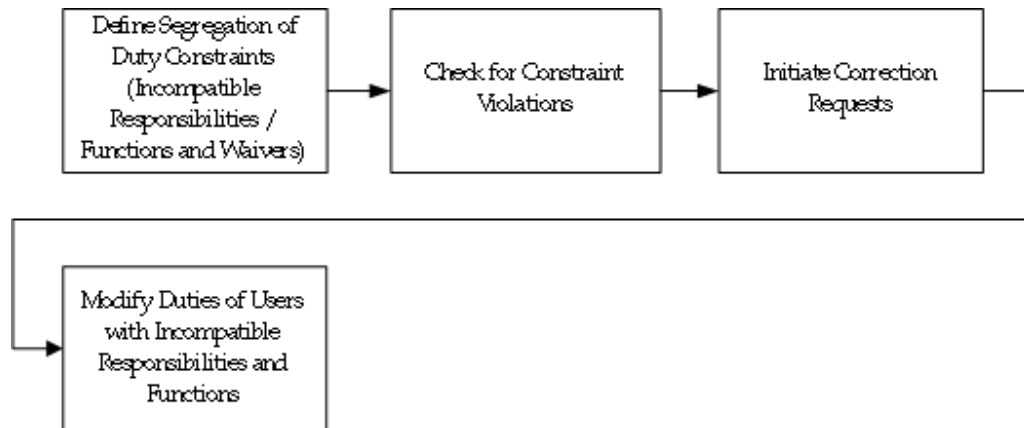 Define Segregation of
Duty Constraints
(Incompatible
Responsibilities /
Functions and Waivers)
Check for Constraint
Violations
Initiate Correction
Requests
Modify Duties of Users
with Incompatible
Responsibilities and
Functions